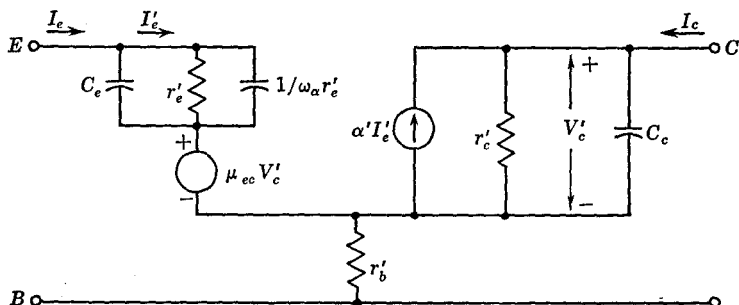 I_e I'_e I_c
E C
C_e r'_e 1/ω_α r'_e α' I'_e r'_c + V'_c − C_c
+ μ_ec V'_c −
r'_b
B